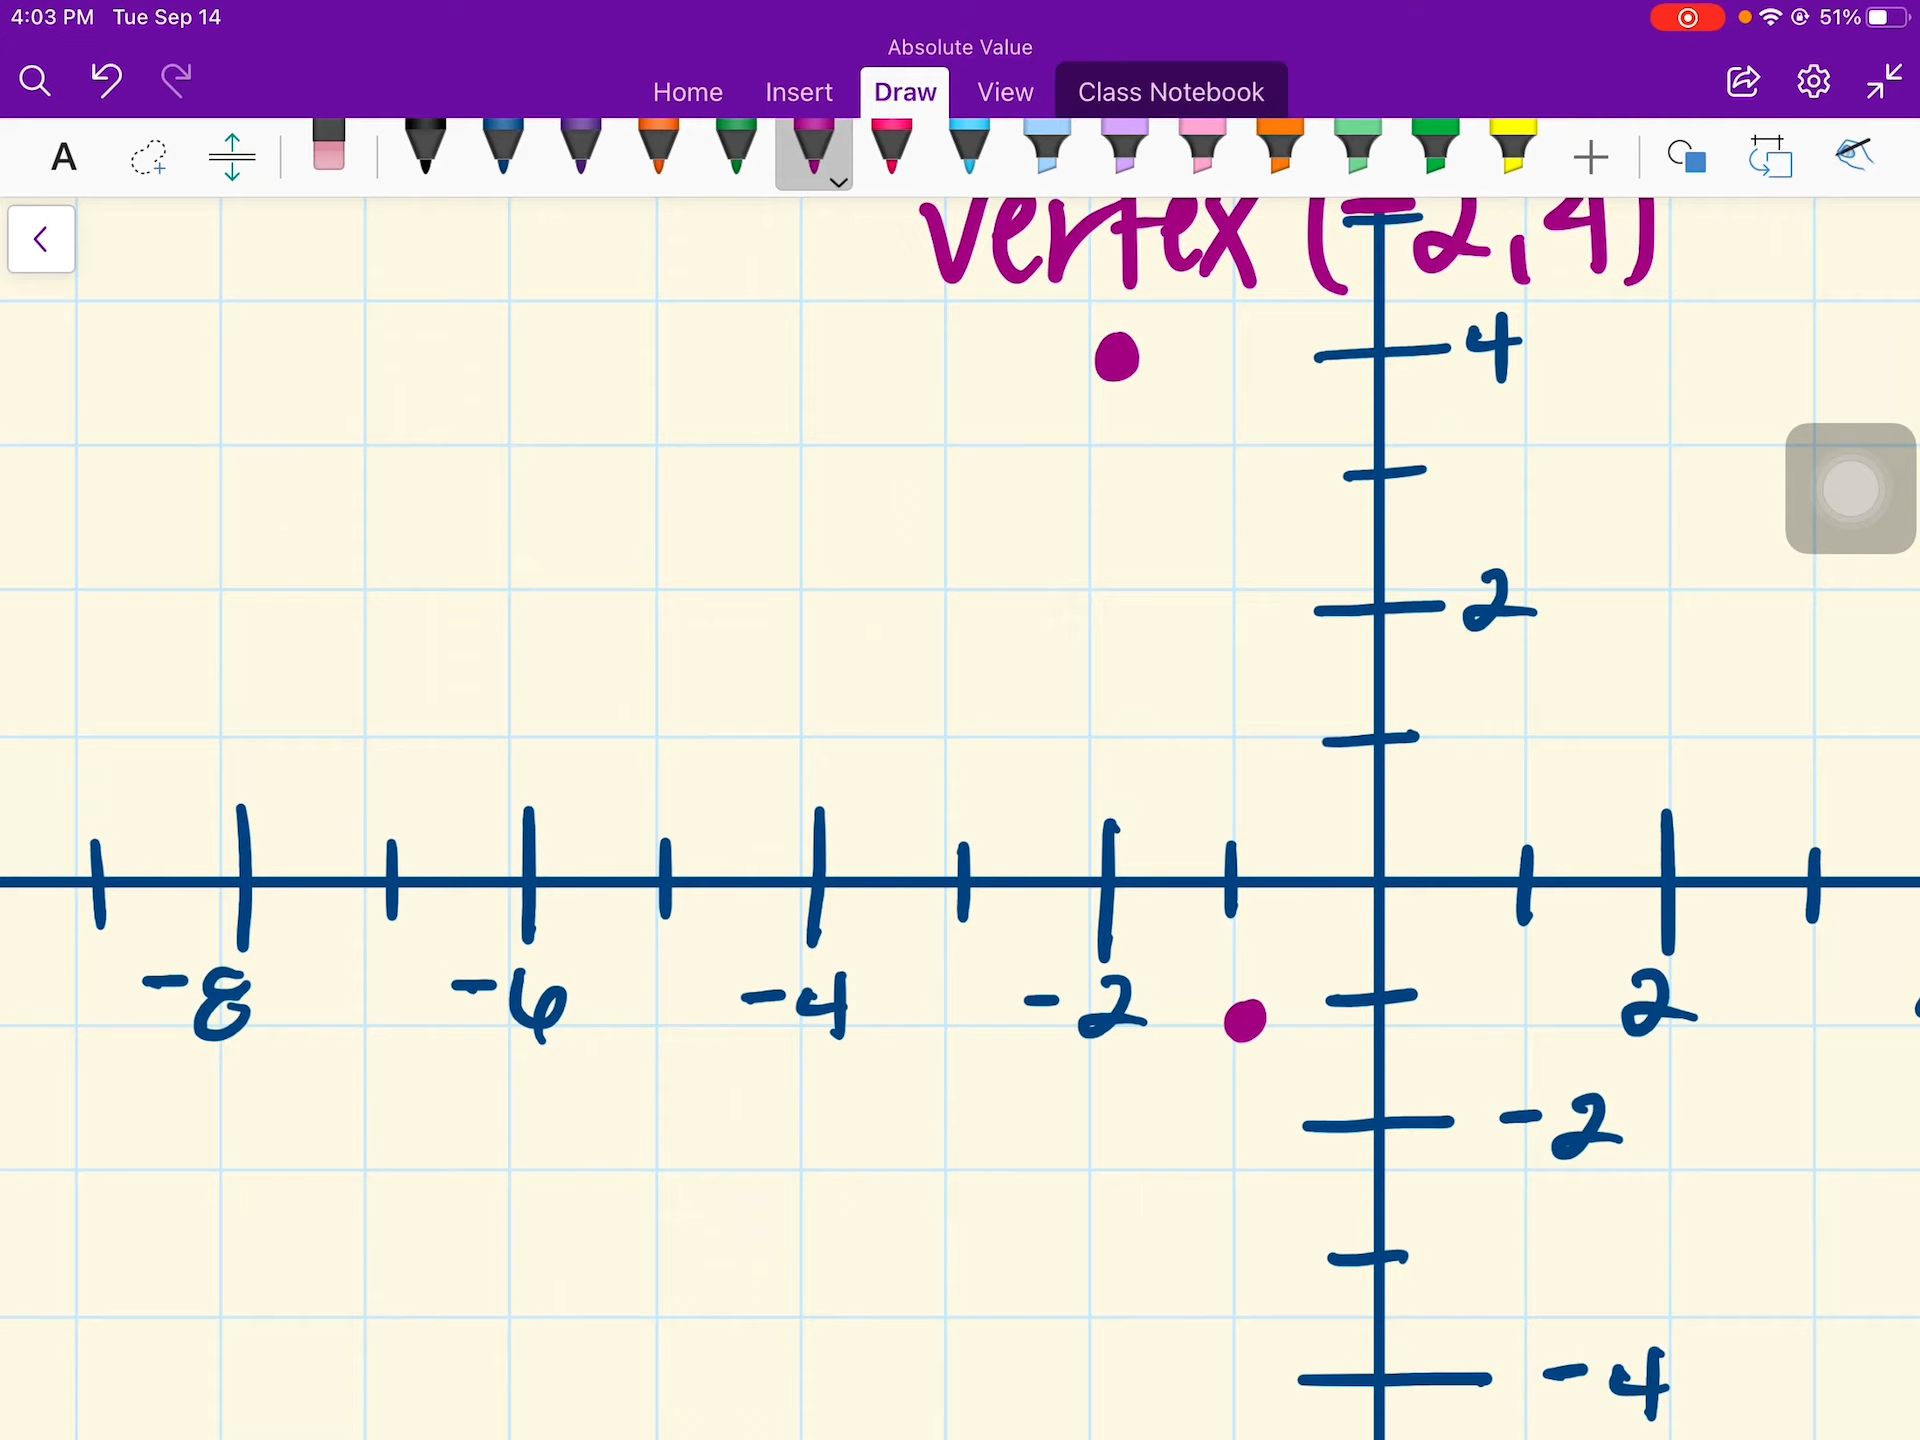 4:03 PM Tue Sep 14 51%
Absolute Value
Home Insert Draw View Class Notebook
A
vertex (-2,4)
4
2
-8 -6 -4 -2 2
-2
-4